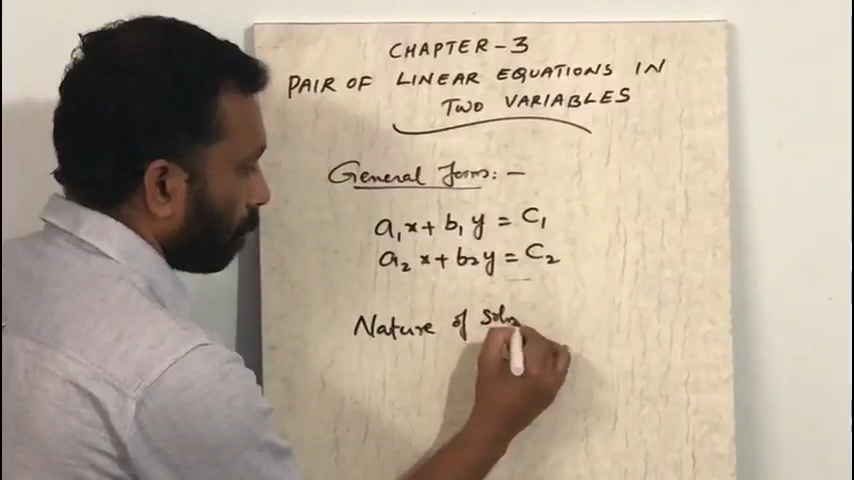 CHAPTER-3
PAIR OF LINEAR EQUATIONS IN
TWO VARIABLES
General Form:-
a₁x+b₁y=C₁
a₂x+b₂y=C₂
Nature of Soln